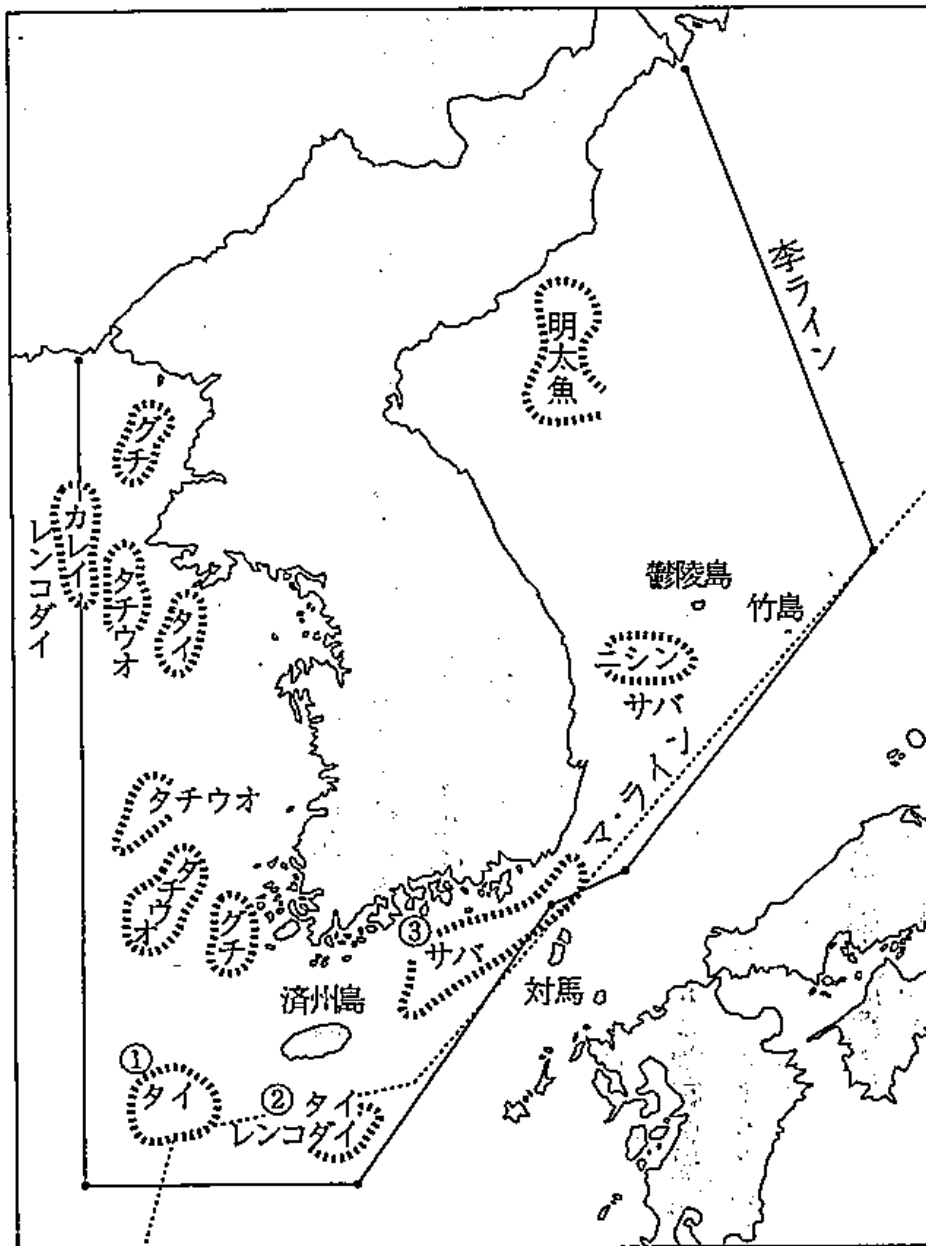 李ライン
明太魚
グチ
カレイ
レンコダイ
タチウオ
タイ
鬱陵島
竹島
ニシン
サバ
マ・ライン
タチウオ
タチウオ
グチ
③
サバ
済州島
対馬
①
タイ
②
タイ
レンコダイ